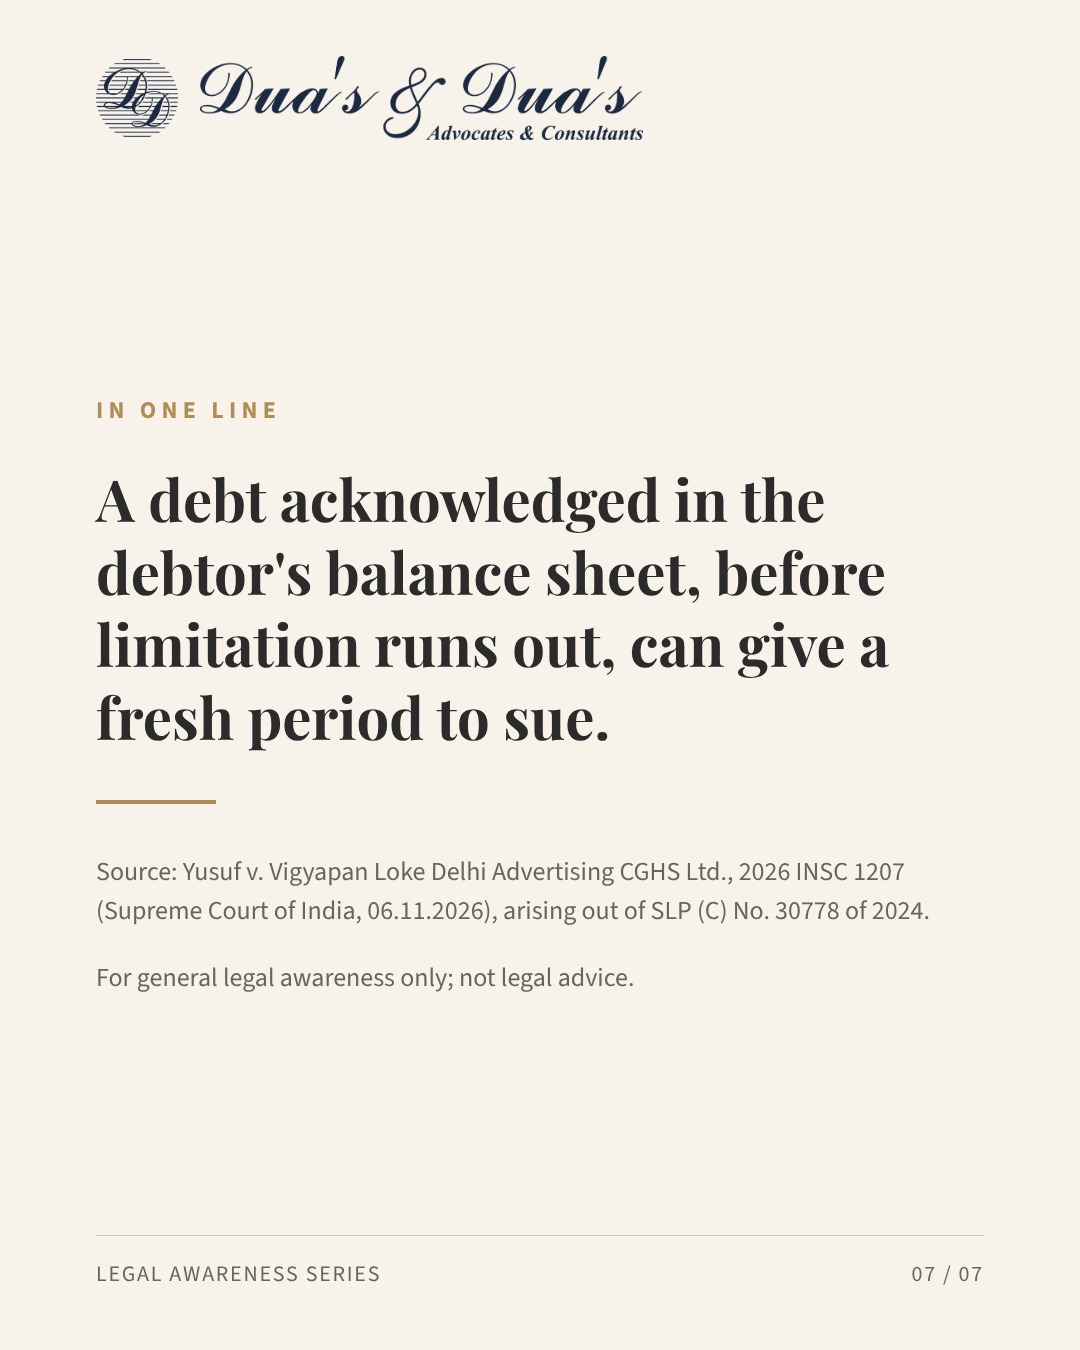 DD Dua's & Dua's
Advocates & Consultants
IN ONE LINE
A debt acknowledged in the
debtor's balance sheet, before
limitation runs out, can give a
fresh period to sue.
Source: Yusuf v. Vigyapan Loke Delhi Advertising CGHS Ltd., 2026 INSC 1207
(Supreme Court of India, 06.11.2026), arising out of SLP (C) No. 30778 of 2024.
For general legal awareness only; not legal advice.
LEGAL AWARENESS SERIES 07 / 07